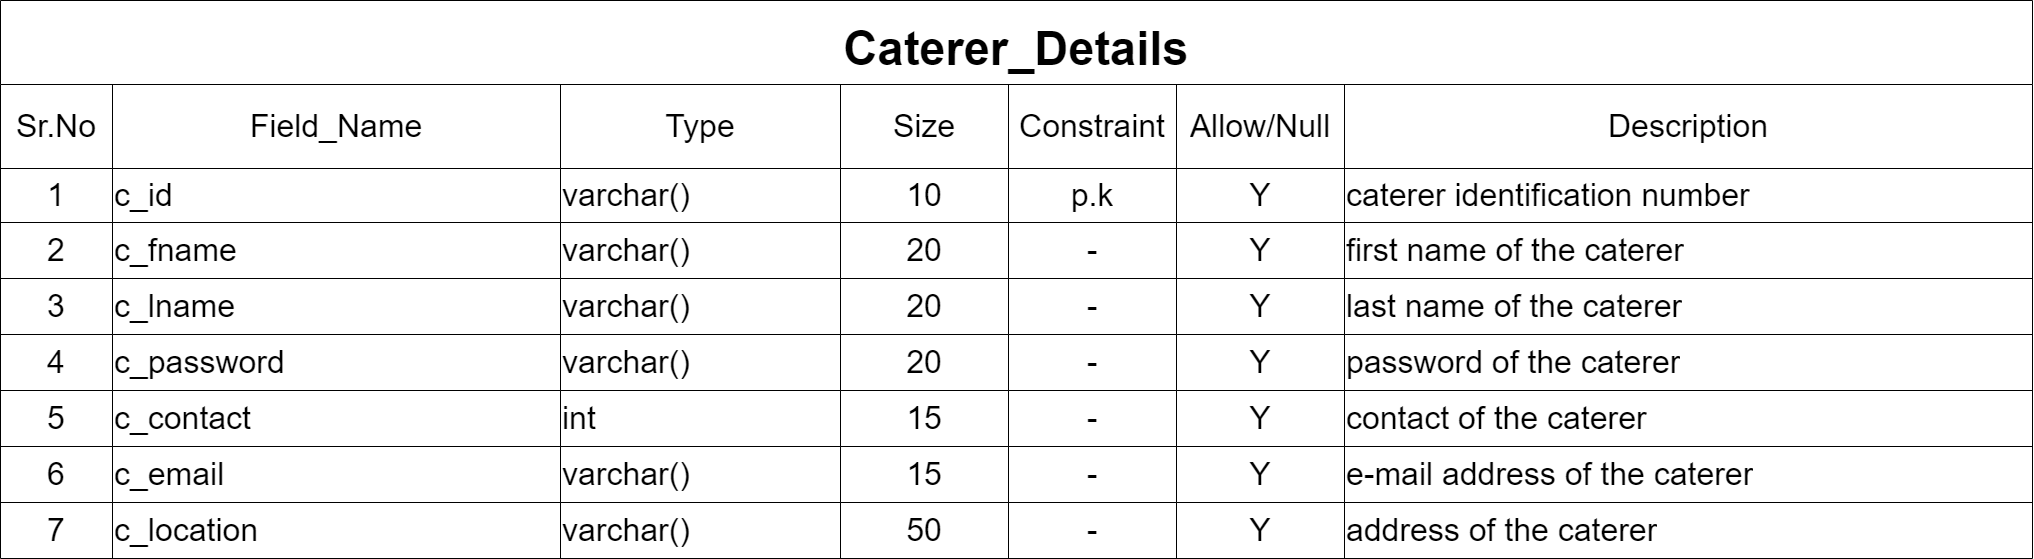 Caterer_Details
Sr.No Field_Name Type Size Constraint Allow/Null Description
1 c_id varchar() 10 p.k Y caterer identification number
2 c_fname varchar() 20 - Y first name of the caterer
3 c_lname varchar() 20 - Y last name of the caterer
4 c_password varchar() 20 - Y password of the caterer
5 c_contact int 15 - Y contact of the caterer
6 c_email varchar() 15 - Y e-mail address of the caterer
7 c_location varchar() 50 - Y address of the caterer